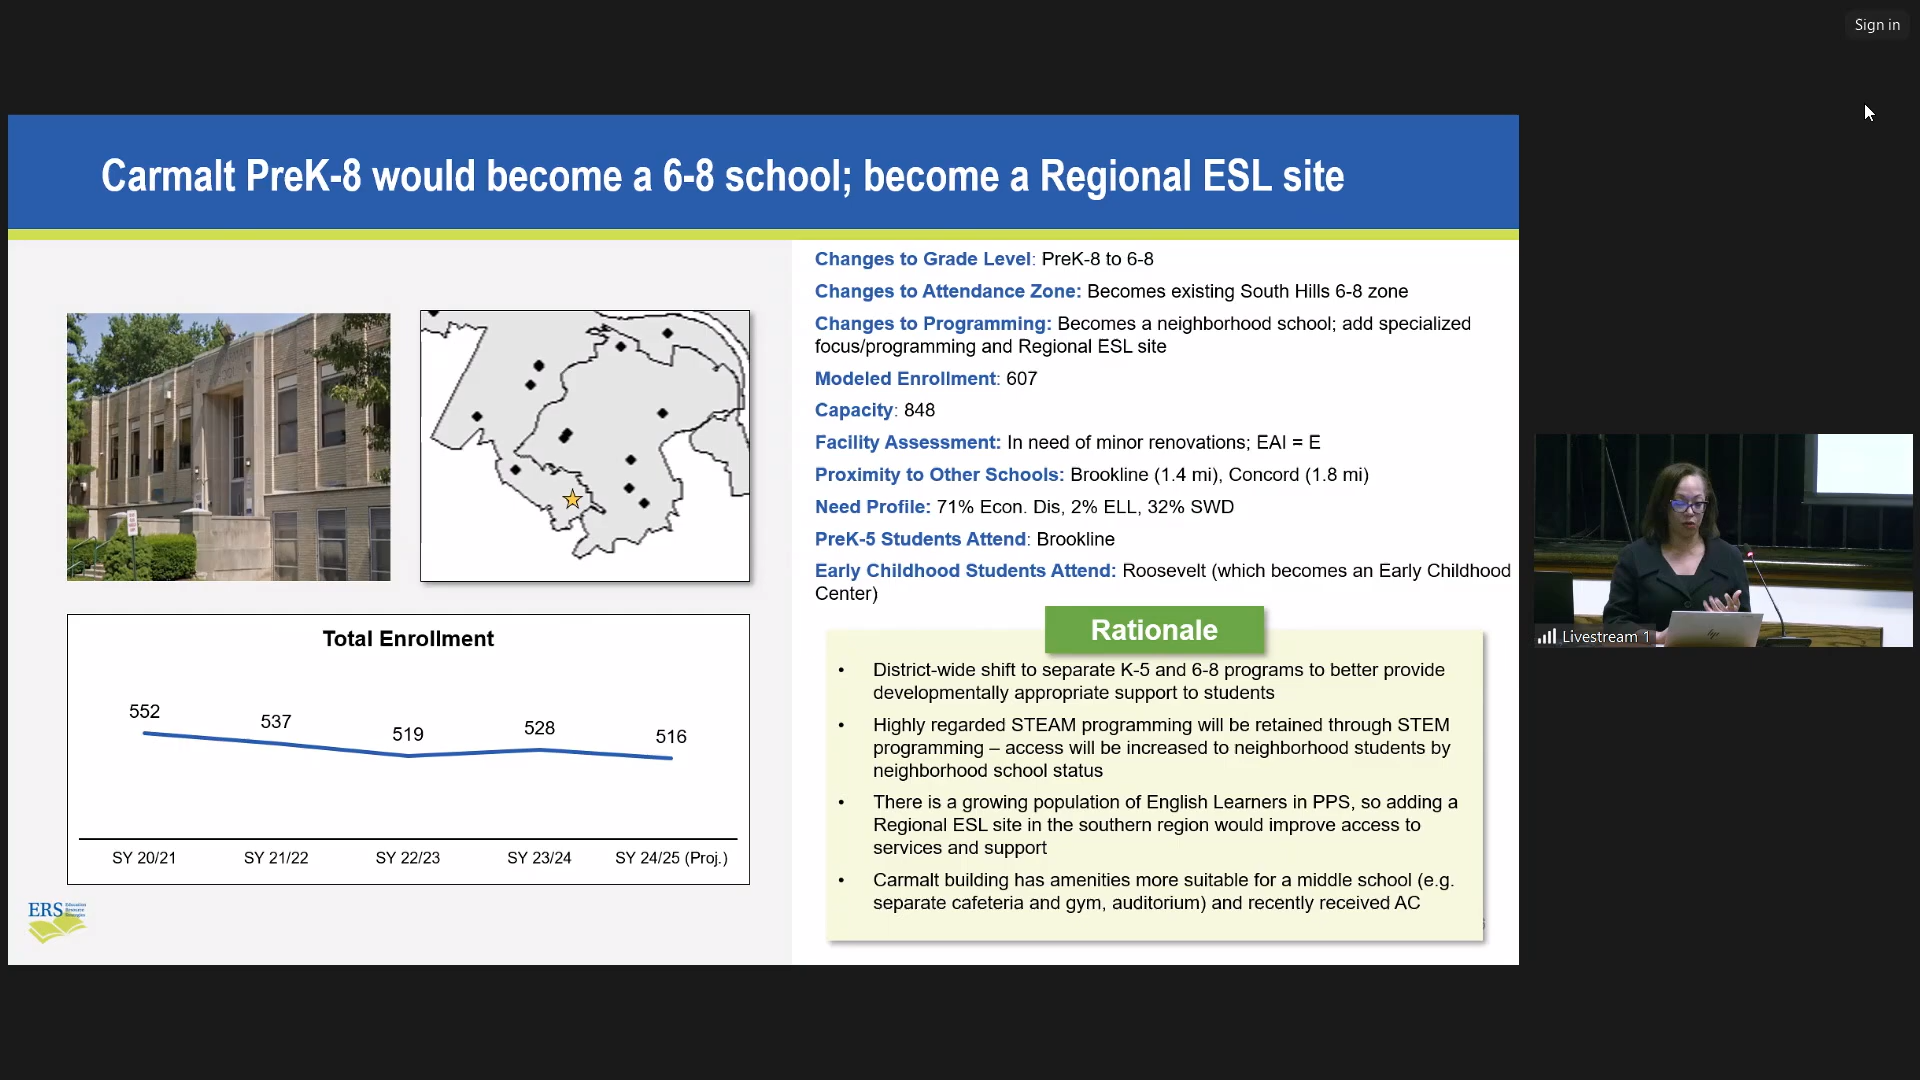 Sign in
Carmalt PreK-8 would become a 6-8 school; become a Regional ESL site
Changes to Grade Level: PreK-8 to 6-8
Changes to Attendance Zone: Becomes existing South Hills 6-8 zone
Changes to Programming: Becomes a neighborhood school; add specialized
focus/programming and Regional ESL site
Modeled Enrollment: 607
Capacity: 848
Facility Assessment: In need of minor renovations; EAI = E
Proximity to Other Schools: Brookline (1.4 mi), Concord (1.8 mi)
Need Profile: 71% Econ. Dis, 2% ELL, 32% SWD
PreK-5 Students Attend: Brookline
Early Childhood Students Attend: Roosevelt (which becomes an Early Childhood
Center)
Total Enrollment
552
537
519
528
516
SY 20/21
SY 21/22
SY 22/23
SY 23/24
SY 24/25 (Proj.)
Rationale
• District-wide shift to separate K-5 and 6-8 programs to better provide
developmentally appropriate support to students
• Highly regarded STEAM programming will be retained through STEM
programming – access will be increased to neighborhood students by
neighborhood school status
• There is a growing population of English Learners in PPS, so adding a
Regional ESL site in the southern region would improve access to
services and support
• Carmalt building has amenities more suitable for a middle school (e.g.
separate cafeteria and gym, auditorium) and recently received AC
ERS
Livestream 1
hp